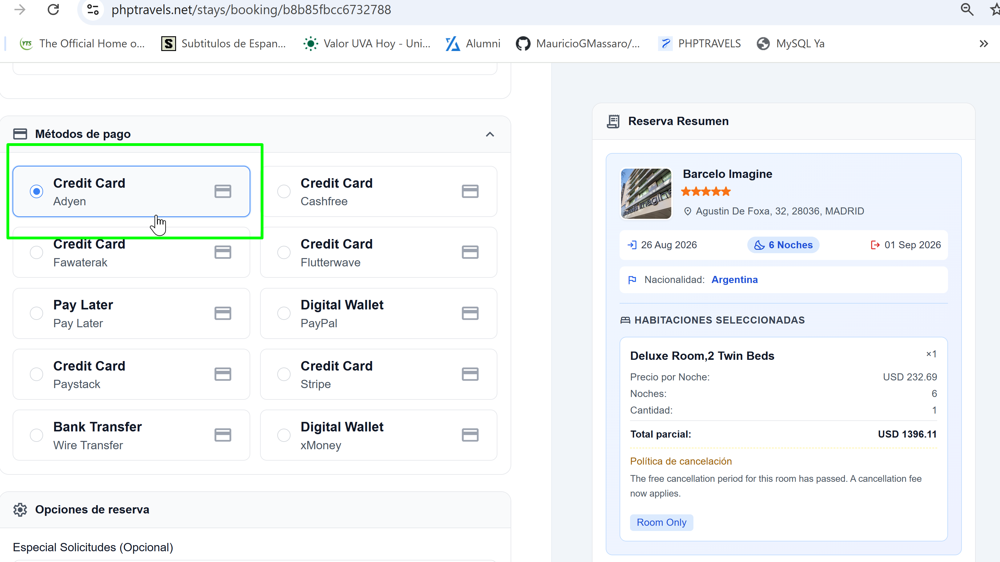 phptravels.net/stays/booking/b8b85fbcc6732788
YTS The Official Home o...
S Subtitulos de Espan...
Valor UVA Hoy - Uni...
Alumni
MauricioGMassaro/...
PHPTRAVELS
MySQL Ya
Métodos de pago
Credit Card
Adyen
Credit Card
Cashfree
Credit Card
Fawaterak
Credit Card
Flutterwave
Pay Later
Pay Later
Digital Wallet
PayPal
Credit Card
Paystack
Credit Card
Stripe
Bank Transfer
Wire Transfer
Digital Wallet
xMoney
Opciones de reserva
Especial Solicitudes (Opcional)
Reserva Resumen
Barcelo Imagine
Barceló Imagine
Agustin De Foxa, 32, 28036, MADRID
26 Aug 2026
6 Noches
01 Sep 2026
Nacionalidad: Argentina
HABITACIONES SELECCIONADAS
Deluxe Room,2 Twin Beds ×1
Precio por Noche: USD 232.69
Noches: 6
Cantidad: 1
Total parcial: USD 1396.11
Política de cancelación
The free cancellation period for this room has passed. A cancellation fee
now applies.
Room Only